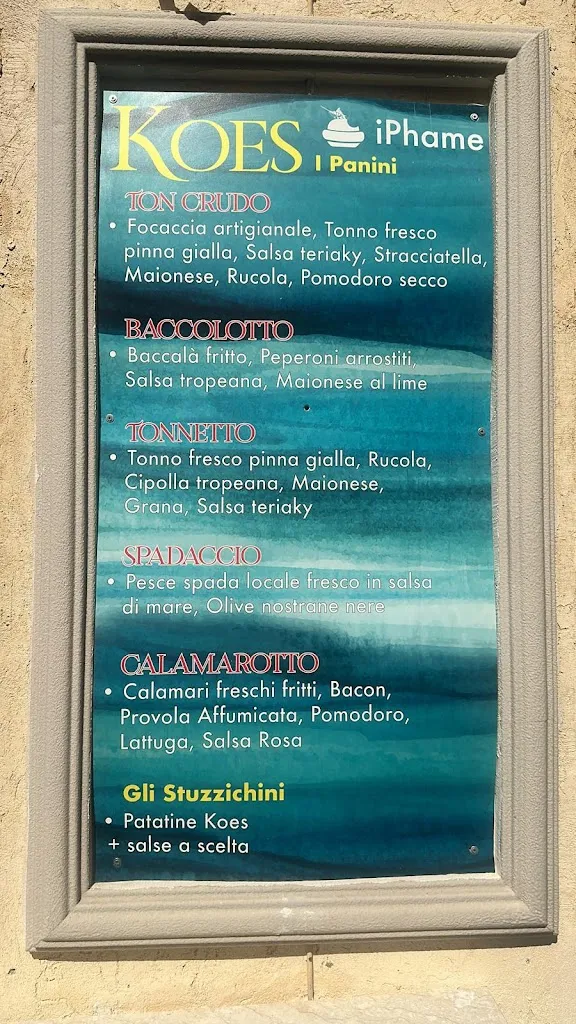 KOES iPhame
I Panini
TON CRUDO
• Focaccia artigianale, Tonno fresco
pinna gialla, Salsa teriaky, Stracciatella,
Maionese, Rucola, Pomodoro secco
BACCOLOTTO
• Baccalà fritto, Peperoni arrostiti,
Salsa tropeana, Maionese al lime
TONNETTO
• Tonno fresco pinna gialla, Rucola,
Cipolla tropeana, Maionese,
Grana, Salsa teriaky
SPADACCIO
• Pesce spada locale fresco in salsa
di mare, Olive nostrane nere
CALAMAROTTO
• Calamari freschi fritti, Bacon,
Provola Affumicata, Pomodoro,
Lattuga, Salsa Rosa
Gli Stuzzichini
• Patatine Koes
+ salse a scelta